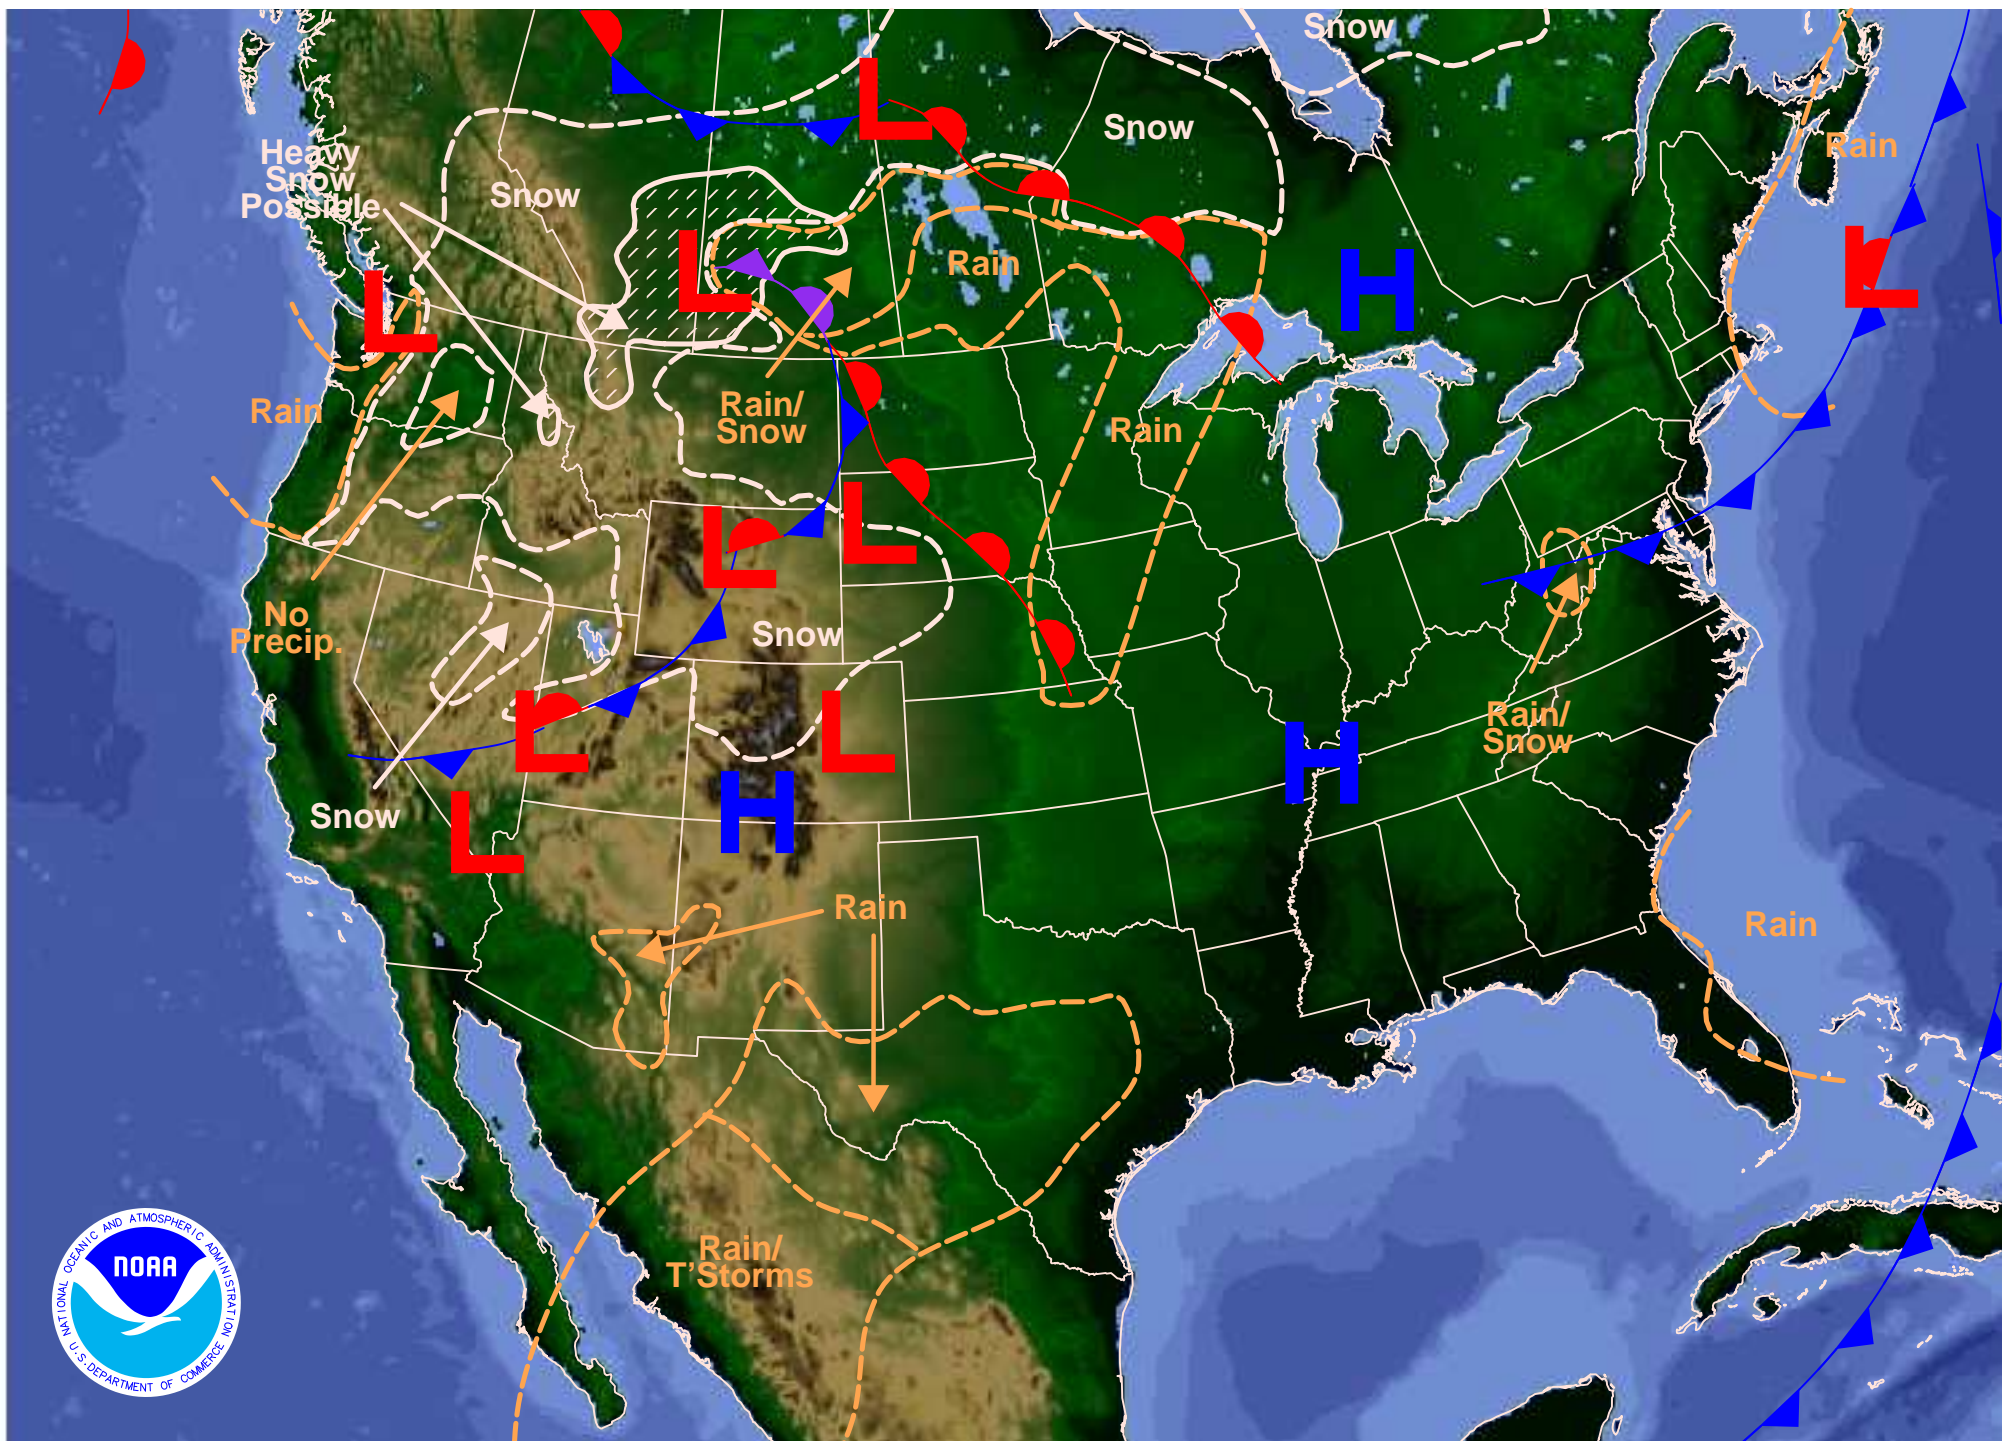 Snow
Rain
Snow
Heavy
Snow
Possible
Snow
L
L
Rain
L
H
L
L
Rain/
Snow
Rain
Rain
L
L
No
Precip.
Snow
L
L
Rain/
Snow
H
Snow
H
L
Rain
Rain
Rain/
T'Storms
NATIONAL OCEANIC AND ATMOSPHERIC ADMINISTRATION
NOAA
U.S. DEPARTMENT OF COMMERCE